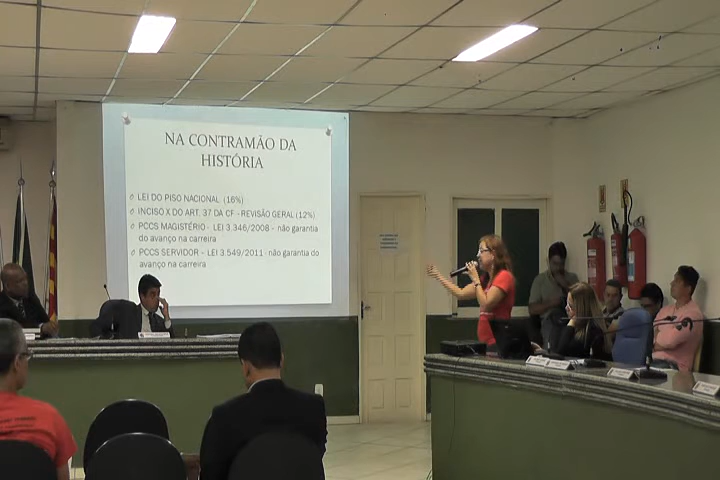 NA CONTRAMÃO DA
HISTÓRIA
LEI DO PISO NACIONAL (16%)
INCISO X DO ART. 37 DA CF - REVISÃO GERAL (12%)
PCCS MAGISTÉRIO - LEI 3.346/2008 - não garantia
do avanço na carreira
PCCS SERVIDOR – LEI 3.549/2011 - não garantia do
avanço na carreira